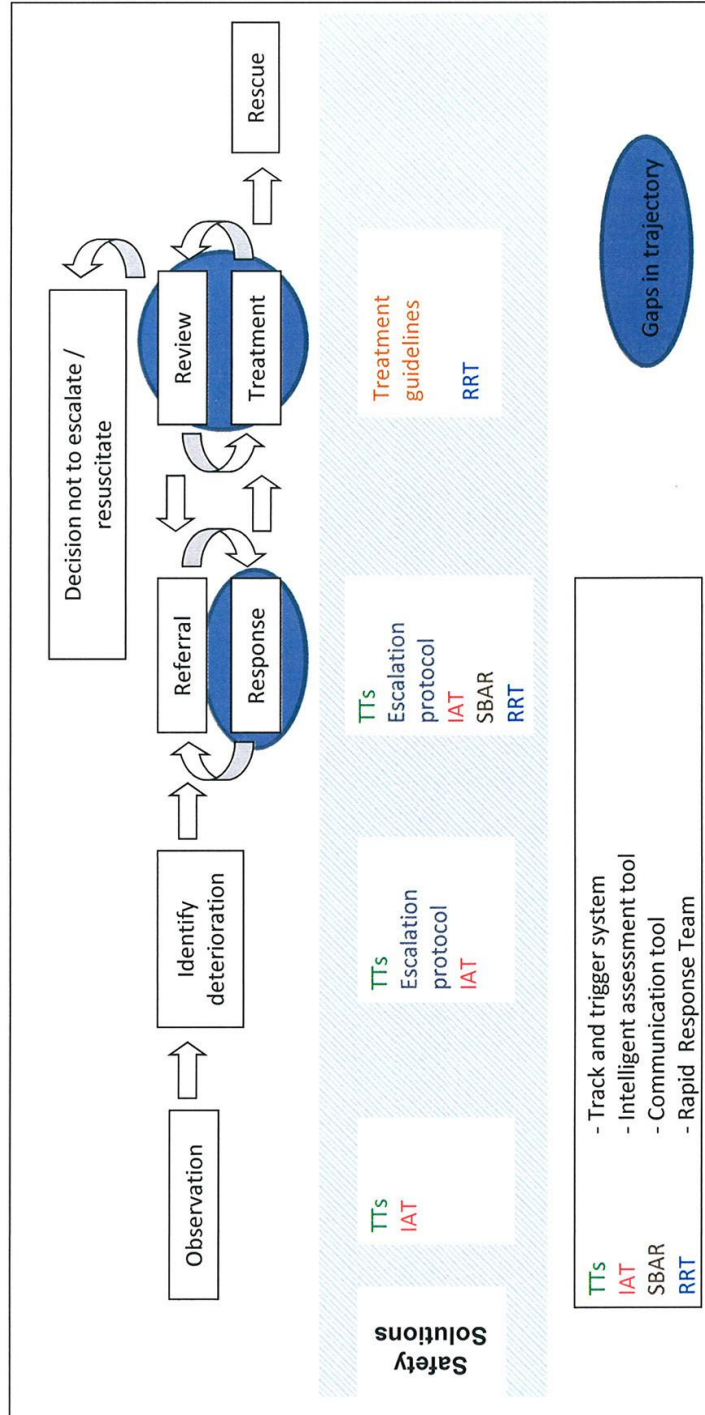 Decision not to escalate /
resuscitate
Observation
Identify
deterioration
Referral
Response
Review
Treatment
Rescue
Safety
Solutions
TTs
IAT
TTs
Escalation
protocol
IAT
TTs
Escalation
protocol
IAT
SBAR
RRT
Treatment
guidelines
RRT
TTs - Track and trigger system
IAT - Intelligent assessment tool
SBAR - Communication tool
RRT - Rapid Response Team
Gaps in trajectory